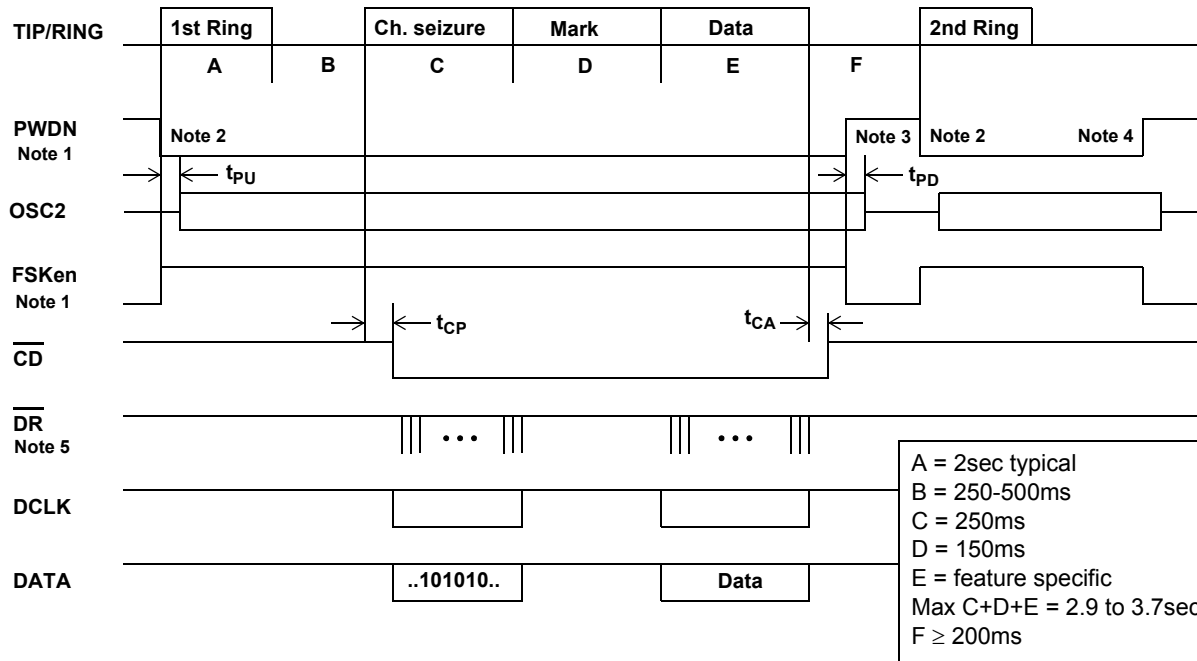 TIP/RING 1st Ring Ch. seizure Mark Data 2nd Ring
A B C D E F
PWDN Note 2 Note 3 Note 2 Note 4
Note 1
tPU tPD
OSC2
FSKen
Note 1
tCP tCA
CD
DR
Note 5
DCLK
DATA ..101010.. Data
A = 2sec typical
B = 250-500ms
C = 250ms
D = 150ms
E = feature specific
Max C+D+E = 2.9 to 3.7sec
F ≥ 200ms